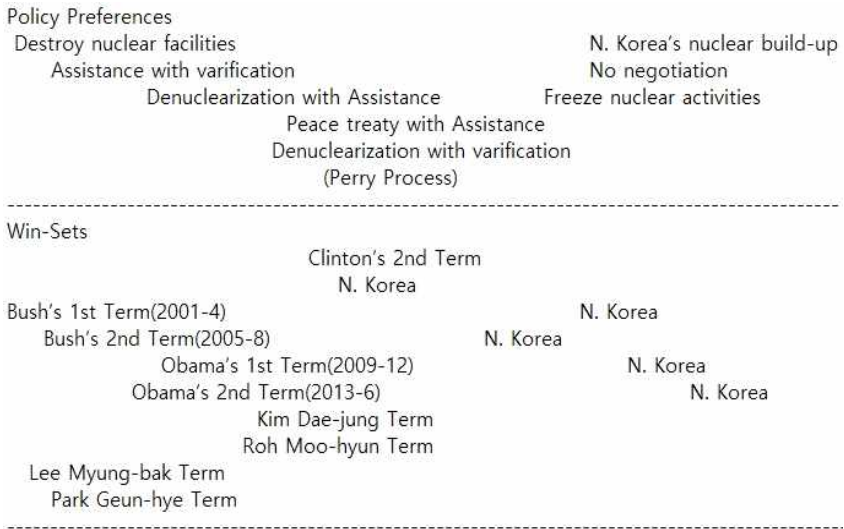 Policy Preferences
Destroy nuclear facilities N. Korea's nuclear build-up
Assistance with varification No negotiation
Denuclearization with Assistance Freeze nuclear activities
Peace treaty with Assistance
Denuclearization with varification
(Perry Process)
Win-Sets
Clinton's 2nd Term
N. Korea
Bush's 1st Term(2001-4) N. Korea
Bush's 2nd Term(2005-8) N. Korea
Obama's 1st Term(2009-12) N. Korea
Obama's 2nd Term(2013-6) N. Korea
Kim Dae-jung Term
Roh Moo-hyun Term
Lee Myung-bak Term
Park Geun-hye Term